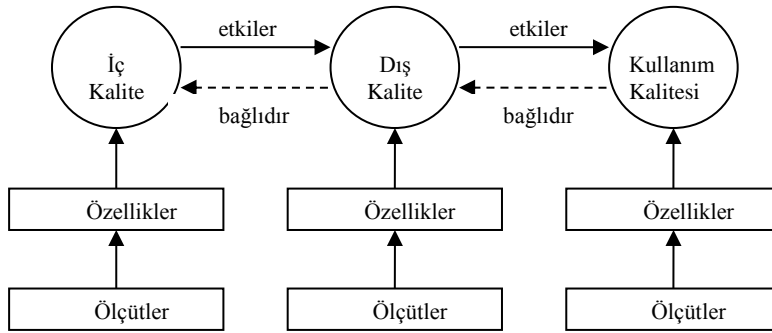 etkiler
etkiler
İç
Kalite
Dış
Kalite
Kullanım
Kalitesi
bağlıdır
bağlıdır
Özellikler
Özellikler
Özellikler
Ölçütler
Ölçütler
Ölçütler